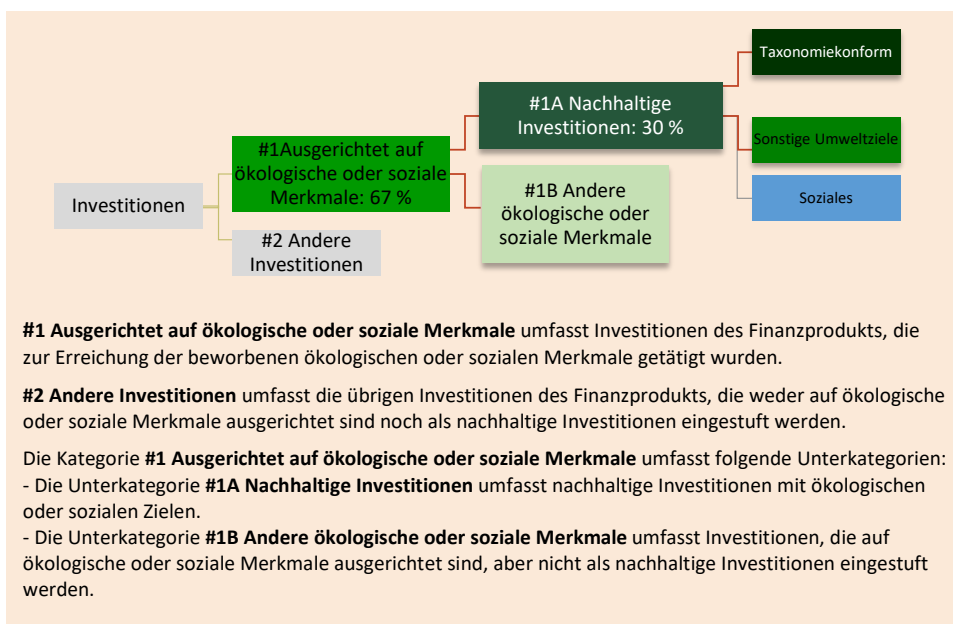 Taxonomiekonform
#1A Nachhaltige
Investitionen: 30 %
Sonstige Umweltziele
#1Ausgerichtet auf
ökologische oder soziale
Merkmale: 67 %
#1B Andere
ökologische oder
soziale Merkmale
Soziales
Investitionen
#2 Andere
Investitionen
#1 Ausgerichtet auf ökologische oder soziale Merkmale umfasst Investitionen des Finanzprodukts, die
zur Erreichung der beworbenen ökologischen oder sozialen Merkmale getätigt wurden.
#2 Andere Investitionen umfasst die übrigen Investitionen des Finanzprodukts, die weder auf ökologische
oder soziale Merkmale ausgerichtet sind noch als nachhaltige Investitionen eingestuft werden.
Die Kategorie #1 Ausgerichtet auf ökologische oder soziale Merkmale umfasst folgende Unterkategorien:
- Die Unterkategorie #1A Nachhaltige Investitionen umfasst nachhaltige Investitionen mit ökologischen
oder sozialen Zielen.
- Die Unterkategorie #1B Andere ökologische oder soziale Merkmale umfasst Investitionen, die auf
ökologische oder soziale Merkmale ausgerichtet sind, aber nicht als nachhaltige Investitionen eingestuft
werden.